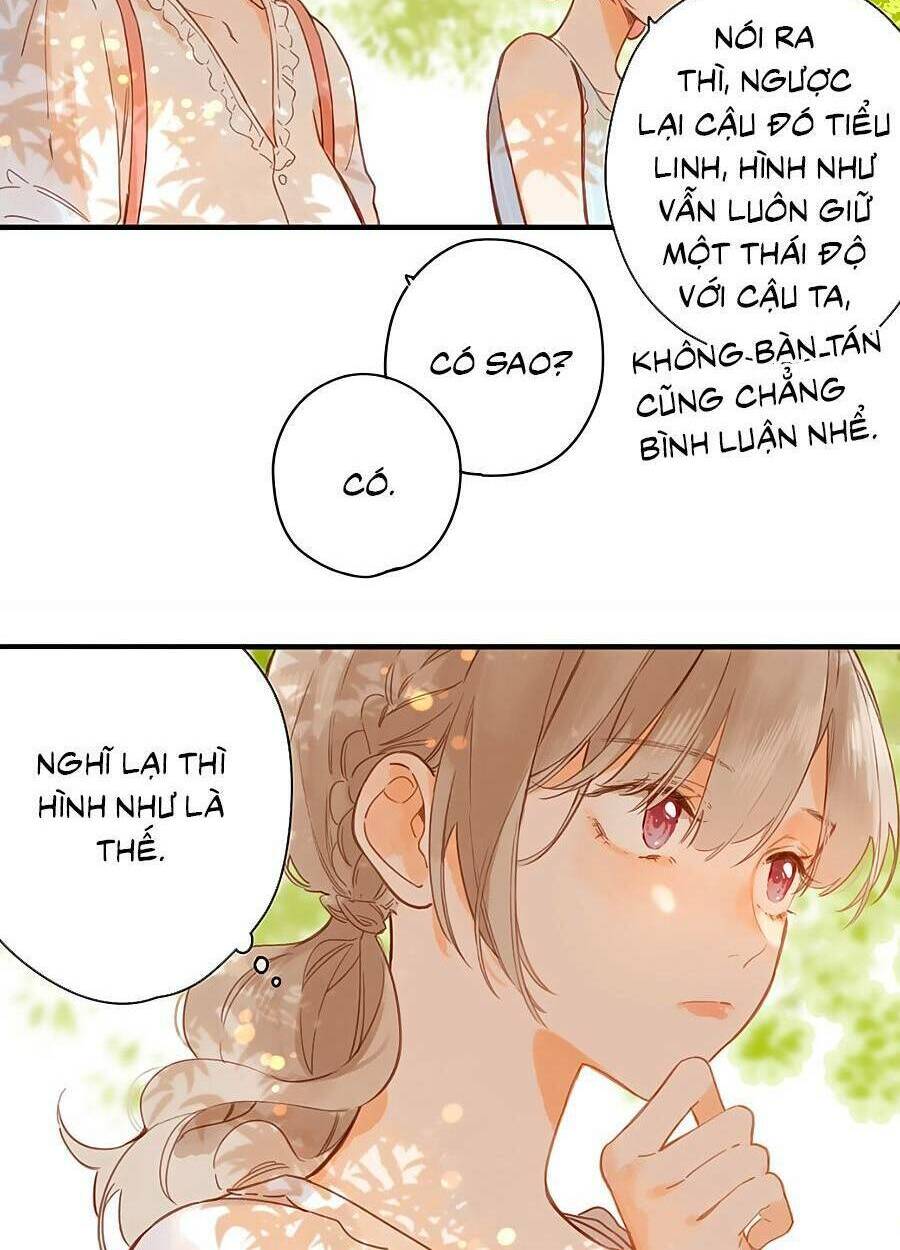 NÓI RA
THÌ, NGƯỢC
LẠI CẬU ĐÓ TIỂU
LINH, HÌNH NHƯ
VẪN LUÔN GIỮ
MỘT THÁI ĐỘ
VỚI CẬU TA,
KHÔNG BÀN TÁN
CŨNG CHẲNG
BÌNH LUẬN NHỂ.
CÓ SAO?
CÓ.
NGHĨ LẠI THÌ
HÌNH NHƯ LÀ
THẾ.